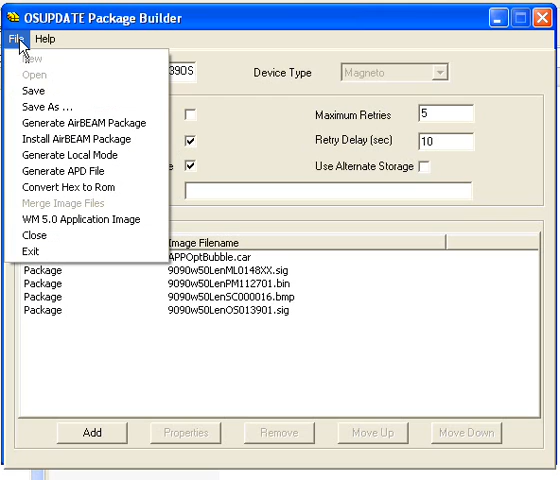 OSUPDATE Package Builder
File Help
New
Open
Save
Save As ...
Generate AirBEAM Package
Install AirBEAM Package
Generate Local Mode
Generate APD File
Convert Hex to Rom
Merge Image Files
WM 5.0 Application Image
Close
Exit
39DS
Device Type
Magneto
Maximum Retries
5
Retry Delay (sec)
10
Use Alternate Storage
Image Filename
APPOptBubble.car
Package 9090w50LenML0148XX.sig
Package 9090w50LenPM112701.bin
Package 9090w50LenSC000016.bmp
Package 9090w50LenOS013901.sig
Add Properties Remove Move Up Move Down